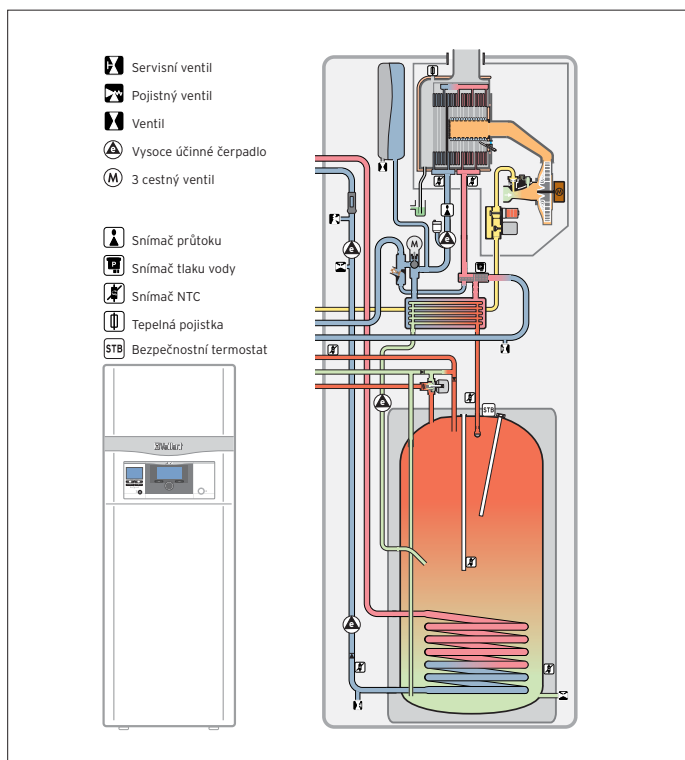 Servisní ventil
Pojistný ventil
Ventil
e Vysoce účinné čerpadlo
M 3 cestný ventil
Snímač průtoku
P Snímač tlaku vody
Snímač NTC
Tepelná pojistka
STB Bezpečnostní termostat
Vaillant
M
e
P
e
e
STB
e